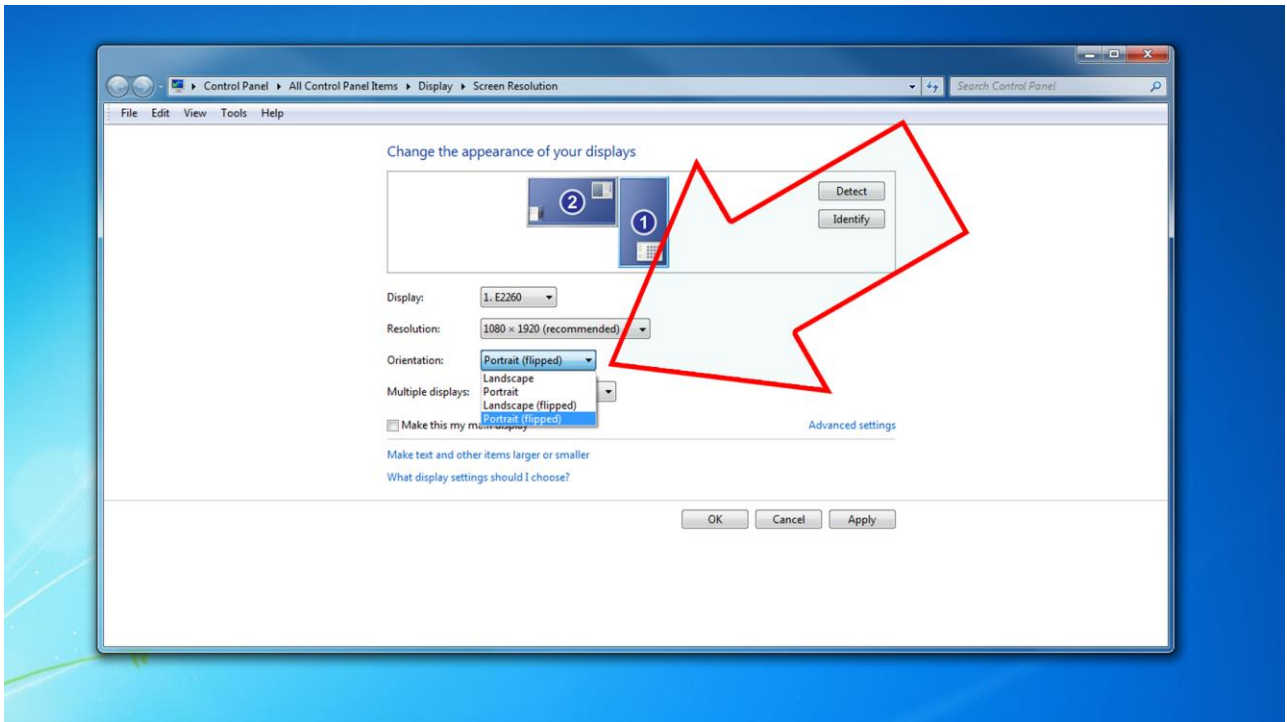 Control Panel ▸ All Control Panel Items ▸ Display ▸ Screen Resolution
Search Control Panel
File Edit View Tools Help
Change the appearance of your displays
2
1
Detect
Identify
Display: 1. E2260
Resolution: 1080 × 1920 (recommended)
Orientation: Portrait (flipped)
Landscape
Multiple displays: Portrait
Landscape (flipped)
Portrait (flipped)
Make this my main display
Advanced settings
Make text and other items larger or smaller
What display settings should I choose?
OK Cancel Apply